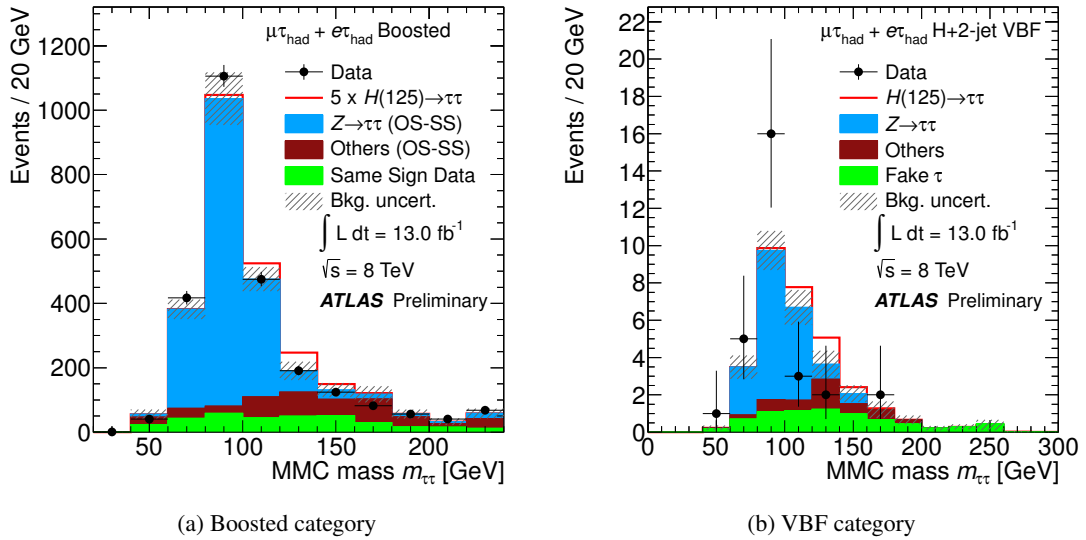 Events / 20 GeV
1200
1000
800
600
400
200
0
μτhad + eτhad Boosted
Data
5 x H(125)→ττ
Z→ττ (OS-SS)
Others (OS-SS)
Same Sign Data
Bkg. uncert.
∫ L dt = 13.0 fb-1
√s = 8 TeV
ATLAS Preliminary
50 100 150 200
MMC mass mττ [GeV]
(a) Boosted category
Events / 20 GeV
22
20
18
16
14
12
10
8
6
4
2
0
μτhad + eτhad H+2-jet VBF
Data
H(125)→ττ
Z→ττ
Others
Fake τ
Bkg. uncert.
∫ L dt = 13.0 fb-1
√s = 8 TeV
ATLAS Preliminary
0 50 100 150 200 250 300
MMC mass mττ [GeV]
(b) VBF category